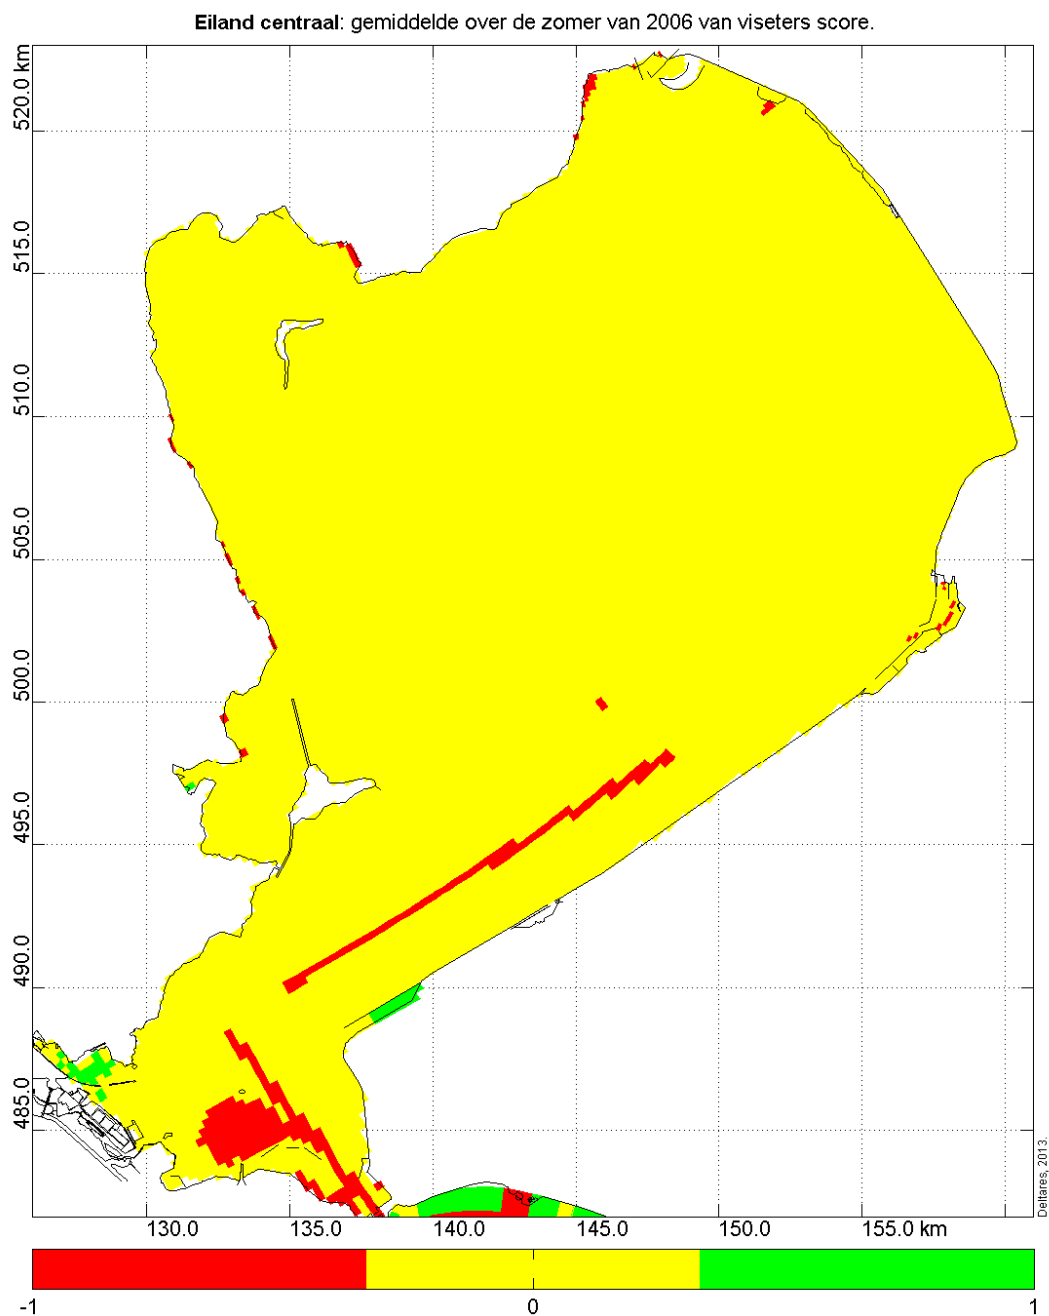 Eiland centraal: gemiddelde over de zomer van 2006 van viseters score.
520.0 km
515.0
510.0
505.0
500.0
495.0
490.0
485.0
130.0 135.0 140.0 145.0 150.0 155.0 km
Deltares, 2013.
-1 0 1